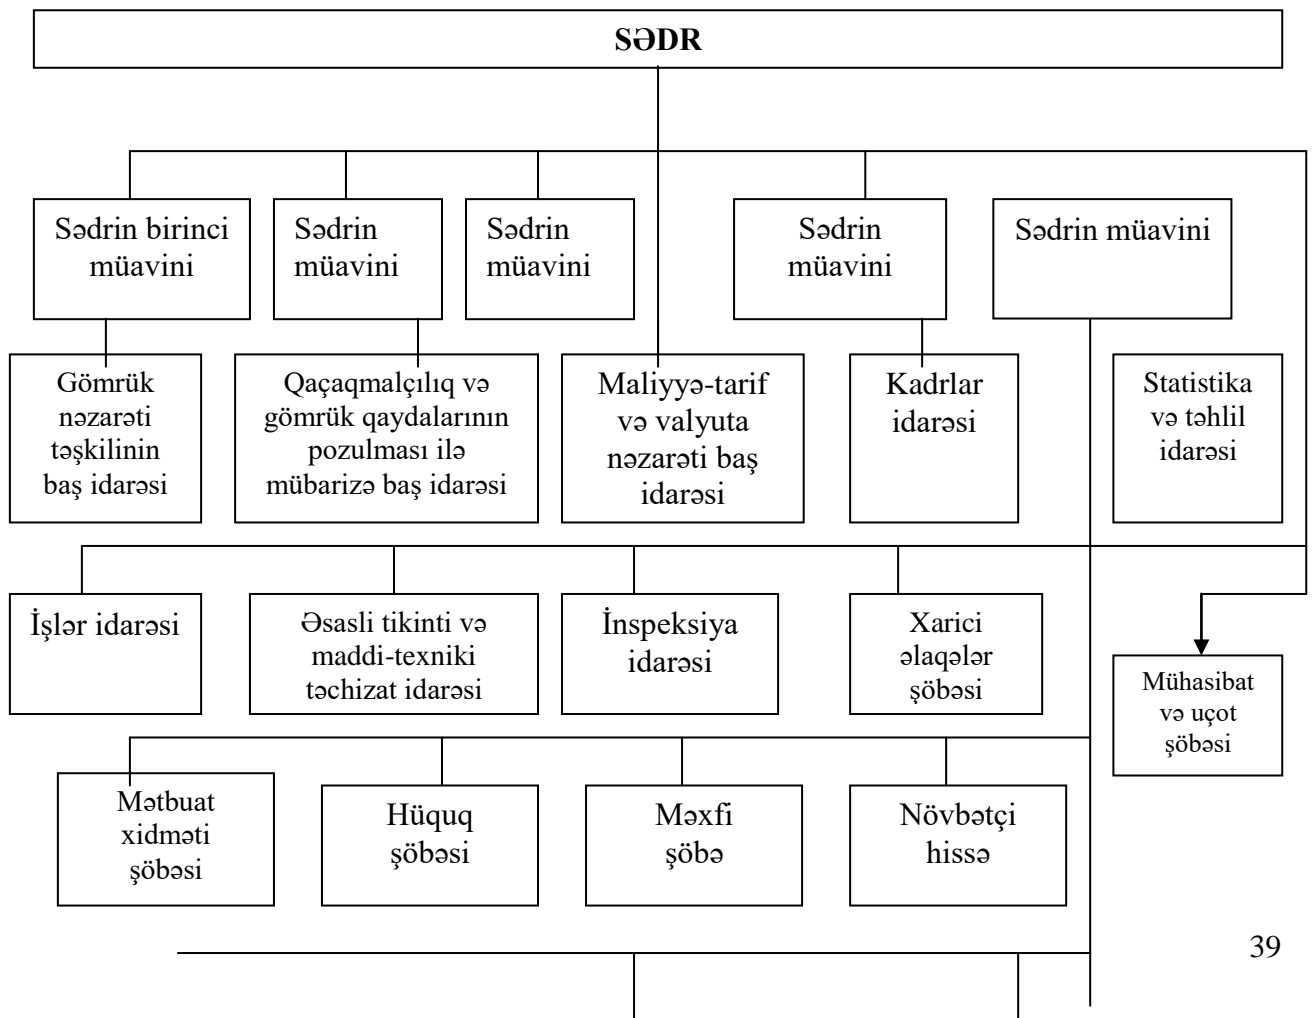 SƏDR
Sədrin birinci
müavini
Sədrin
müavini
Sədrin
müavini
Sədrin
müavini
Sədrin müavini
Gömrük
nəzarəti
təşkilinin
baş idarəsi
Qaçaqmalçılıq və
gömrük qaydalarının
pozulması ilə
mübarizə baş idarəsi
Maliyyə-tarif
və valyuta
nəzarəti baş
idarəsi
Kadrlar
idarəsi
Statistika
və təhlil
idarəsi
İşlər idarəsi
Əsasli tikinti və
maddi-texniki
təchizat idarəsi
İnspeksiya
idarəsi
Xarici
əlaqələr
şöbəsi
Mühasibat
və uçot
şöbəsi
Mətbuat
xidməti
şöbəsi
Hüquq
şöbəsi
Məxfi
şöbə
Növbətçi
hissə
39